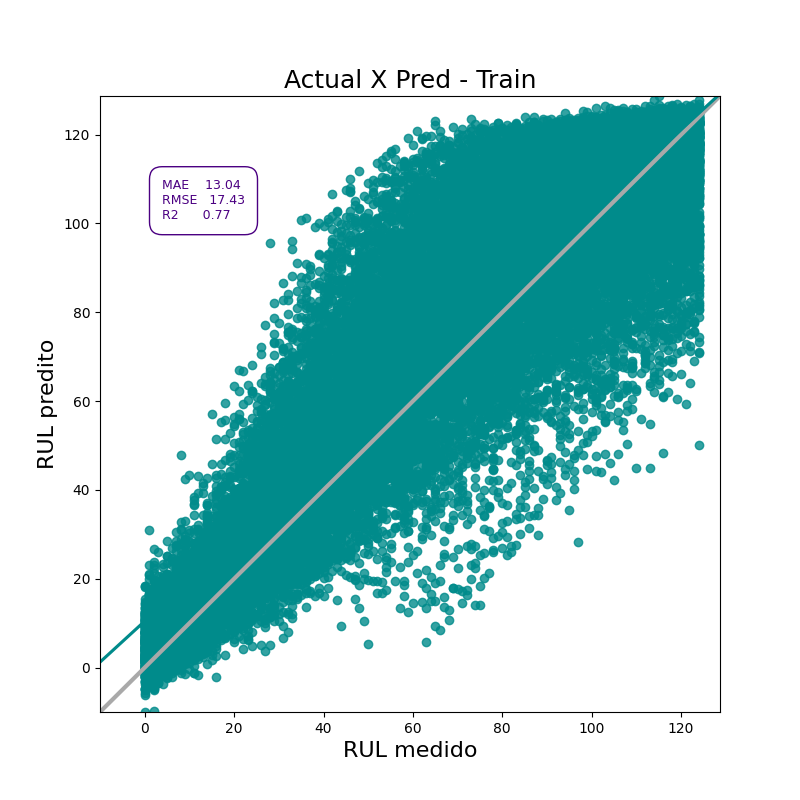 Actual X Pred - Train
120
100
80
60
40
20
0
RUL predito
MAE 13.04
RMSE 17.43
R2 0.77
0 20 40 60 80 100 120
RUL medido